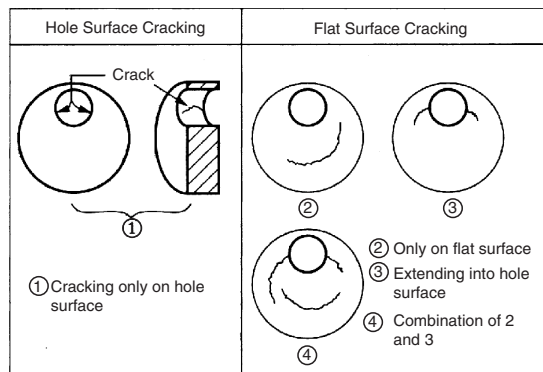 Hole Surface Cracking
Crack
①
① Cracking only on hole
surface
Flat Surface Cracking
②
③
④
② Only on flat surface
③ Extending into hole
surface
④ Combination of 2
and 3